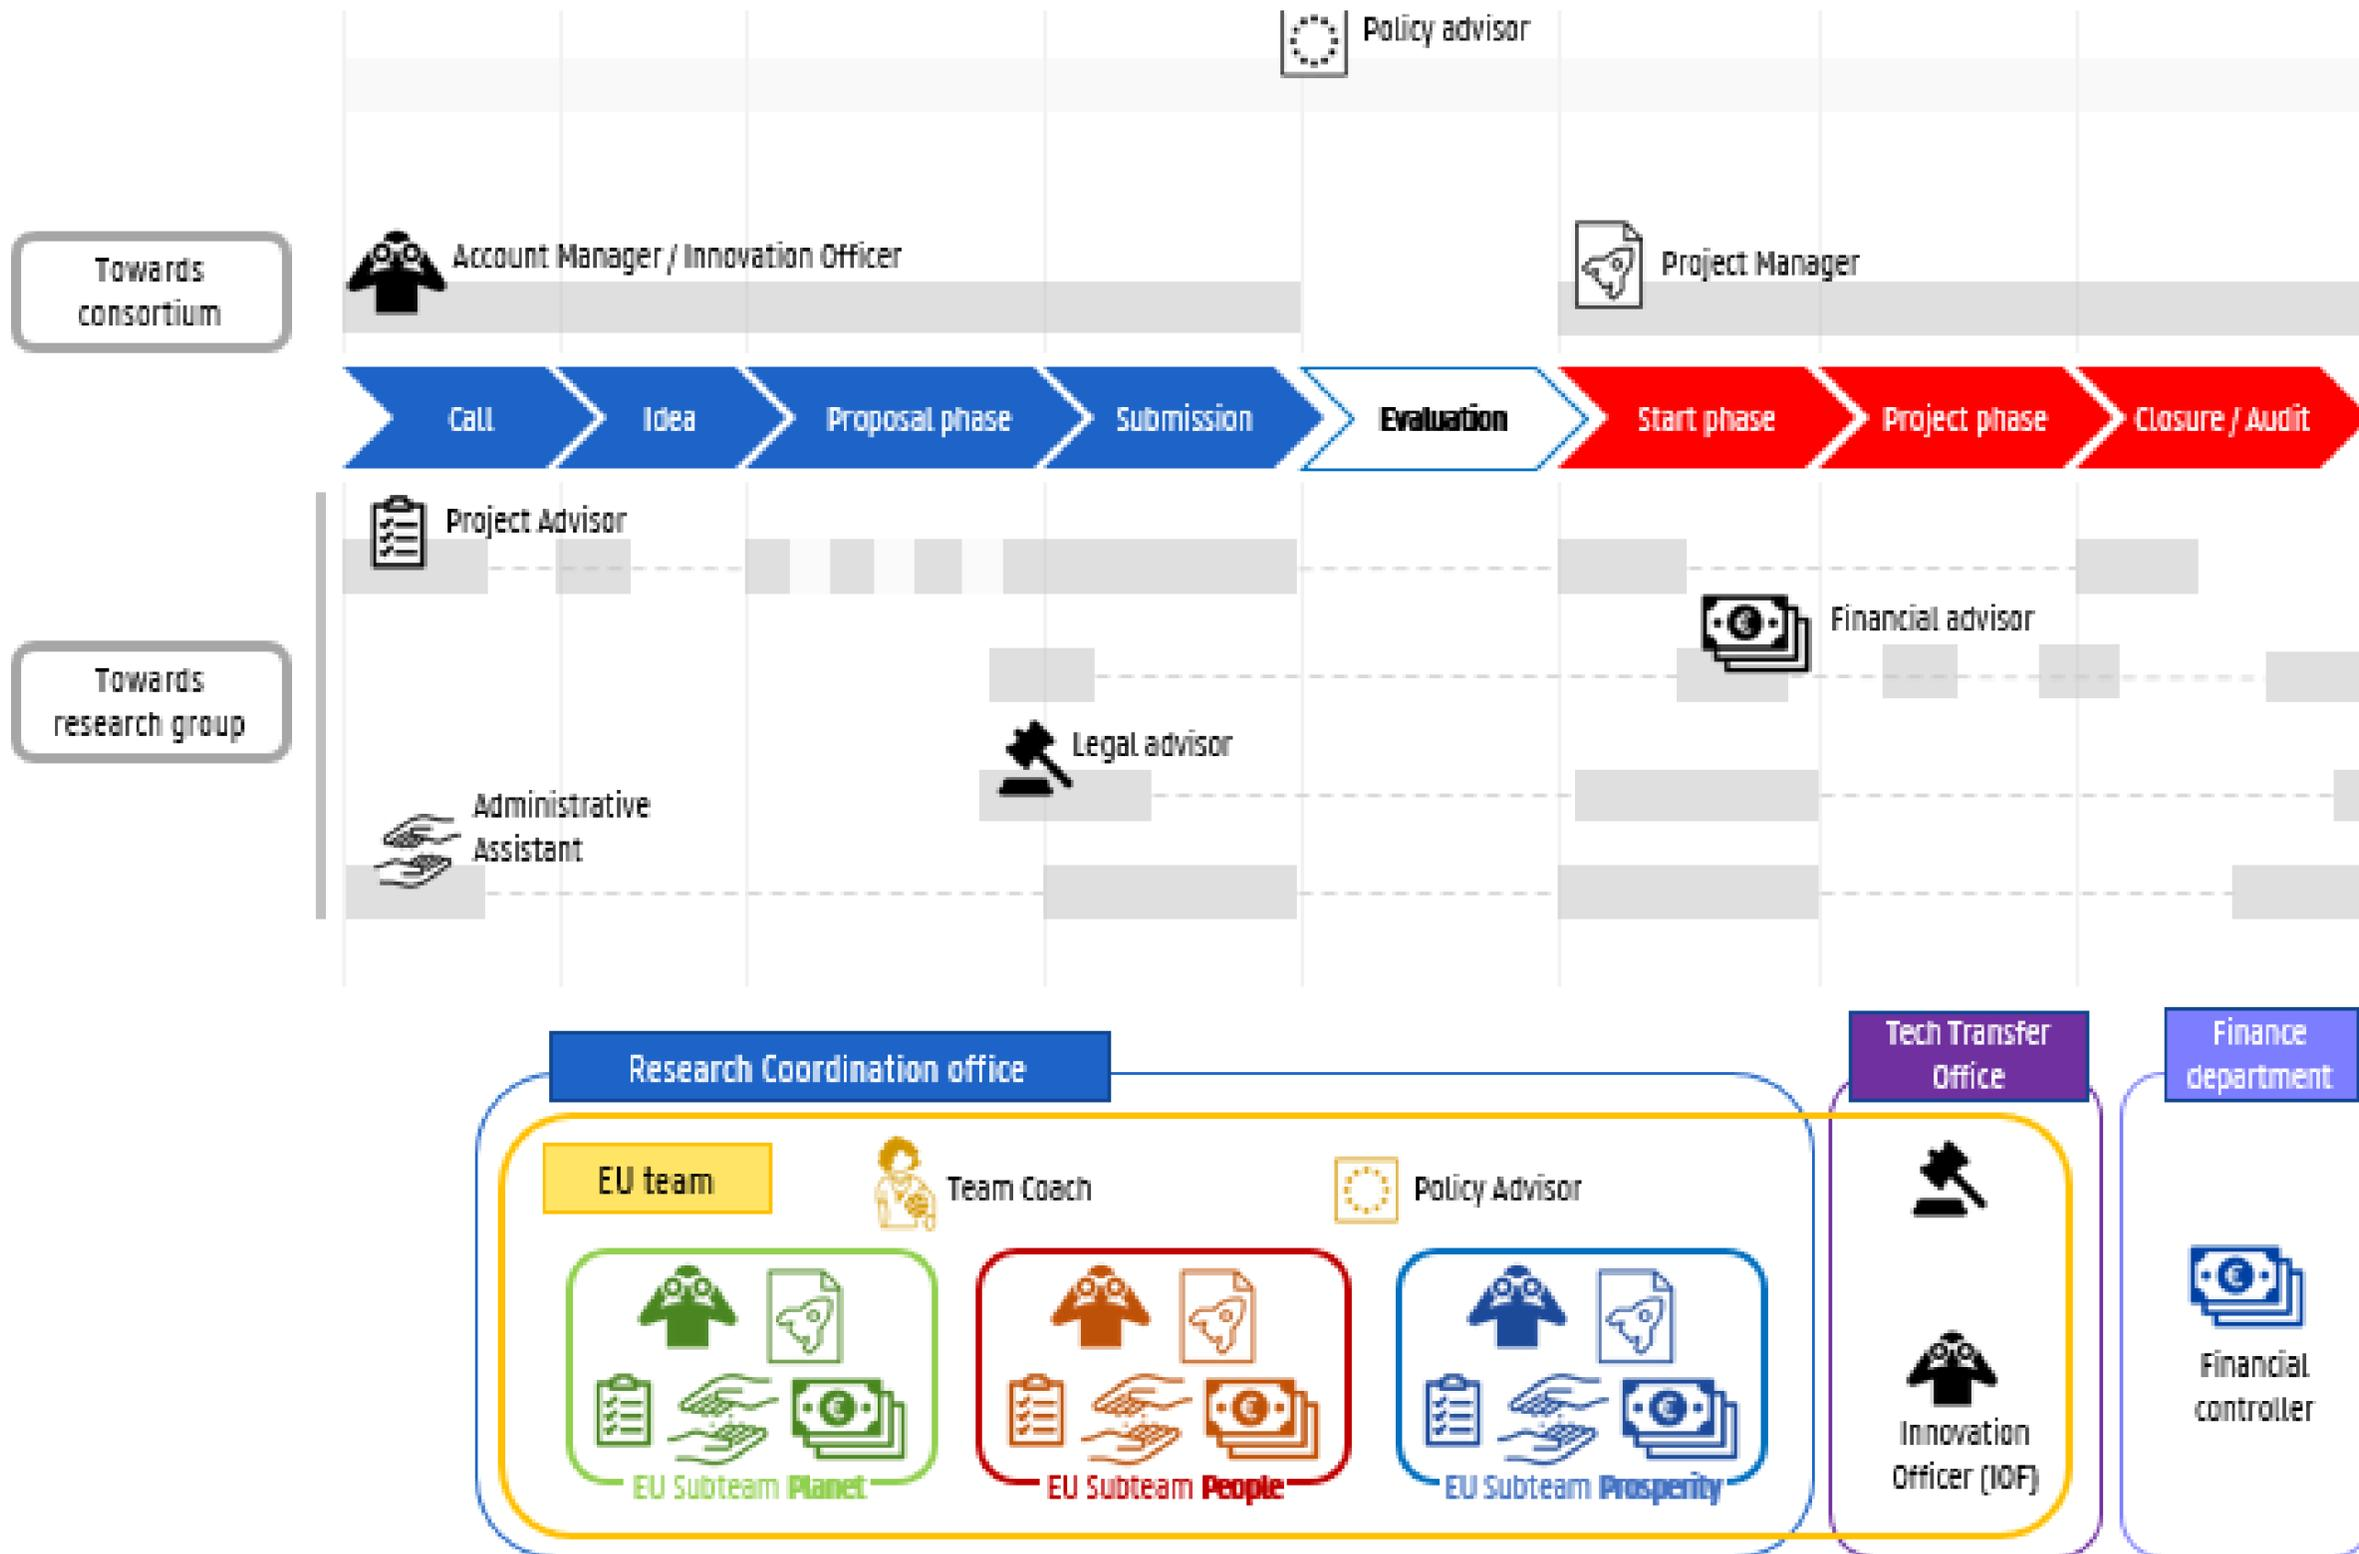 Policy advisor
Account Manager / Innovation Officer
Project Manager
Towards
consortium
Call
Idea
Proposal phase
Submission
Evaluation
Start phase
Project phase
Closure / Audit
Project Advisor
Financial advisor
Towards
research group
Legal advisor
Administrative
Assistant
Research Coordination office
Tech Transfer
Office
Finance
department
EU team
Team Coach
Policy Advisor
Financial
controller
Innovation
Officer (IOF)
EU Subteam Planet
EU Subteam People
EU Subteam Prosperity